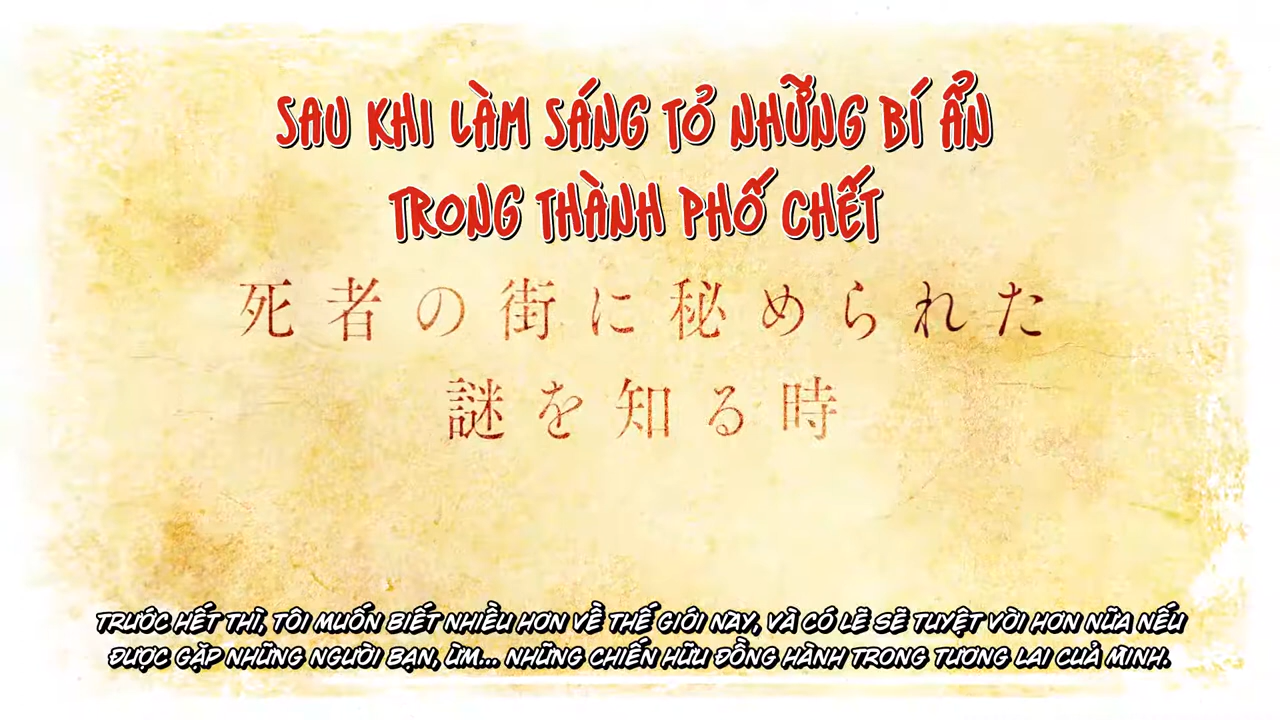 SAU KHI LÀM SÁNG TỎ NHỮNG BÍ ẨN
TRONG THÀNH PHỐ CHẾT
死者の街に秘められた
謎を知る時
TRƯỚC HẾT THÌ, TÔI MUỐN BIẾT NHIỀU HƠN VỀ THẾ GIỚI NÀY, VÀ CÓ LẼ SẼ TUYỆT VỜI HƠN NỮA NẾU
ĐƯỢC GẶP NHỮNG NGƯỜI BẠN, ỪM... NHỮNG CHIẾN HỮU ĐỒNG HÀNH TRONG TƯƠNG LAI CỦA MÌNH.